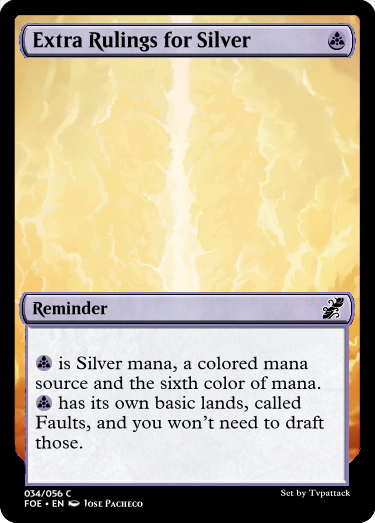 Extra Rulings for Silver
Reminder
is Silver mana, a colored mana
source and the sixth color of mana.
has its own basic lands, called
Faults, and you won't need to draft
those.
034/056 C
Set by Tvpattack
FOE • EN Jose Pacheco